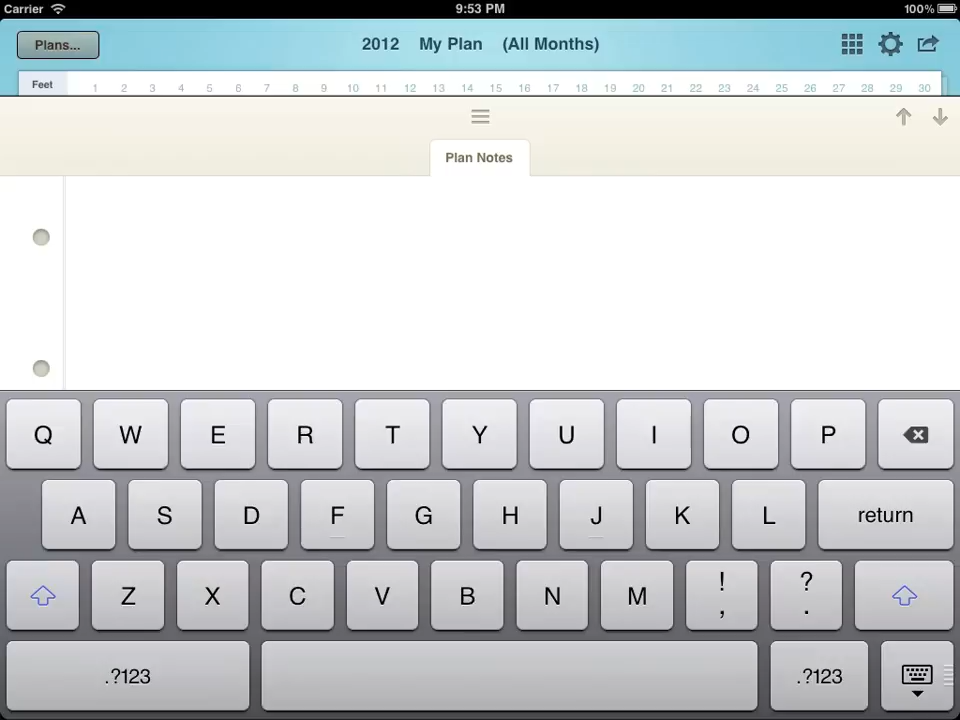 Carrier 9:53 PM 100%
Plans... 2012 My Plan (All Months)
Feet 1 2 3 4 5 6 7 8 9 10 11 12 13 14 15 16 17 18 19 20 21 22 23 24 25 26 27 28 29 30
Plan Notes
Q W E R T Y U I O P
A S D F G H J K L return
Z X C V B N M ! , ? .
.?123 .?123